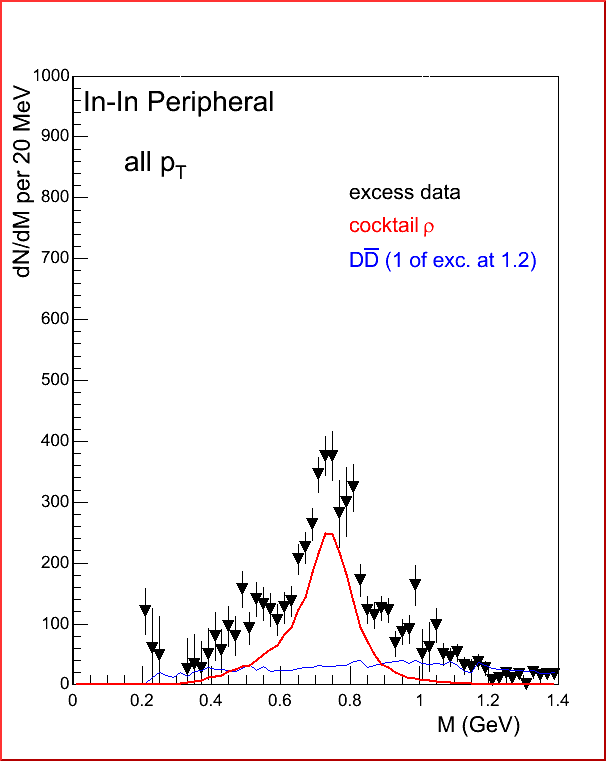 1000
In-In Peripheral
900
all pT
800
excess data
cocktail ρ
700
DD̅ (1 of exc. at 1.2)
600
500
400
300
200
100
0
0 0.2 0.4 0.6 0.8 1 1.2 1.4
M (GeV)
dN/dM per 20 MeV